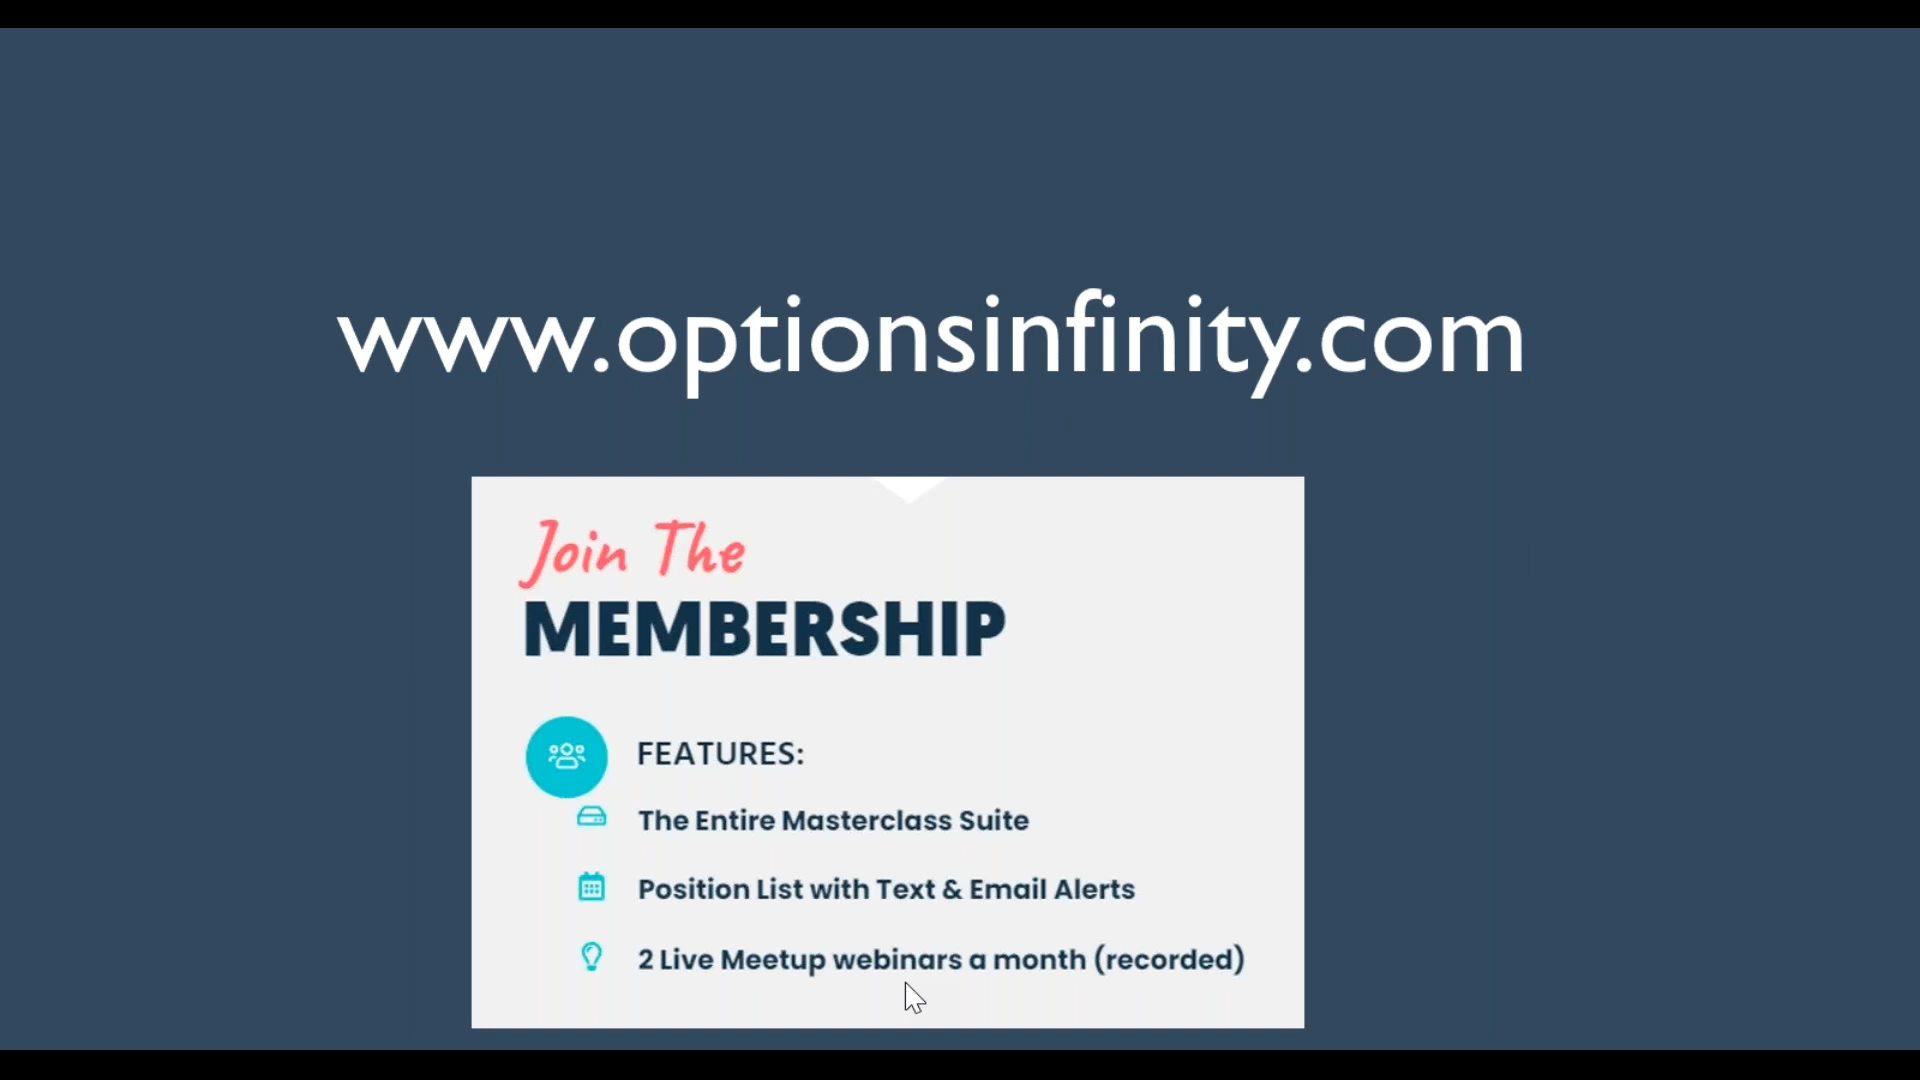 www.optionsinfinity.com
Join The
MEMBERSHIP
FEATURES:
The Entire Masterclass Suite
Position List with Text & Email Alerts
2 Live Meetup webinars a month (recorded)